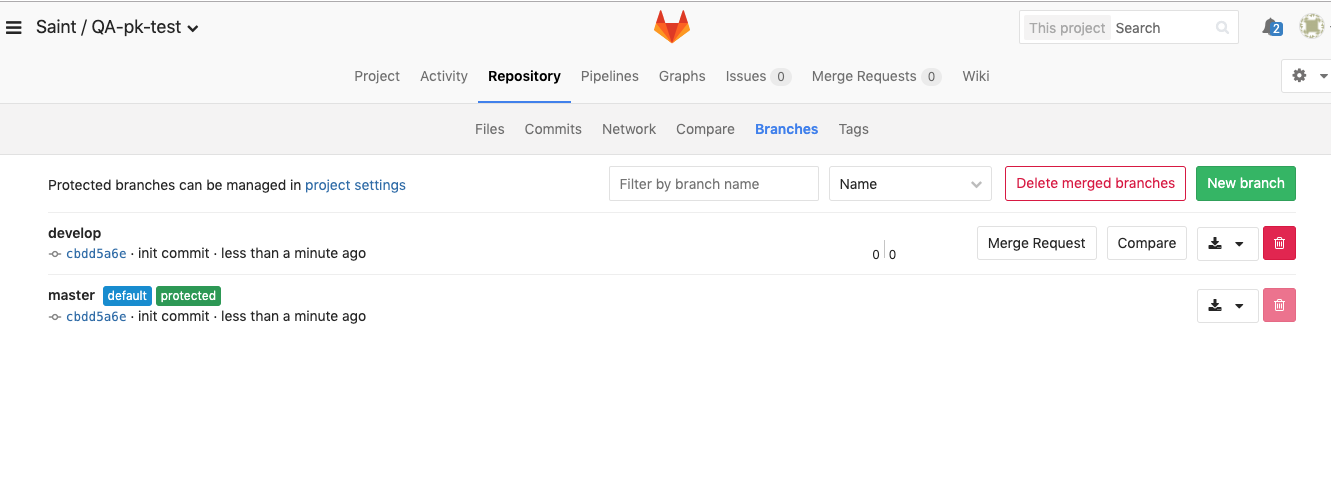 Saint / QA-pk-test
This project Search
2
Project Activity Repository Pipelines Graphs Issues 0 Merge Requests 0 Wiki
Files Commits Network Compare Branches Tags
Protected branches can be managed in project settings
Filter by branch name
Name
Delete merged branches
New branch
develop
cbdd5a6e · init commit · less than a minute ago
0 0
Merge Request
Compare
master default protected
cbdd5a6e · init commit · less than a minute ago